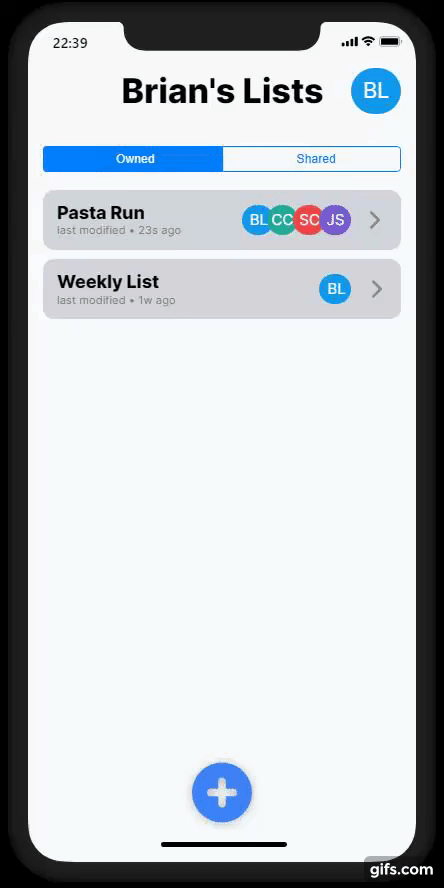 22:39
Brian's Lists
BL
Owned
Shared
Pasta Run
last modified • 23s ago
BL CC SC JS
Weekly List
last modified • 1w ago
BL
gifs.com